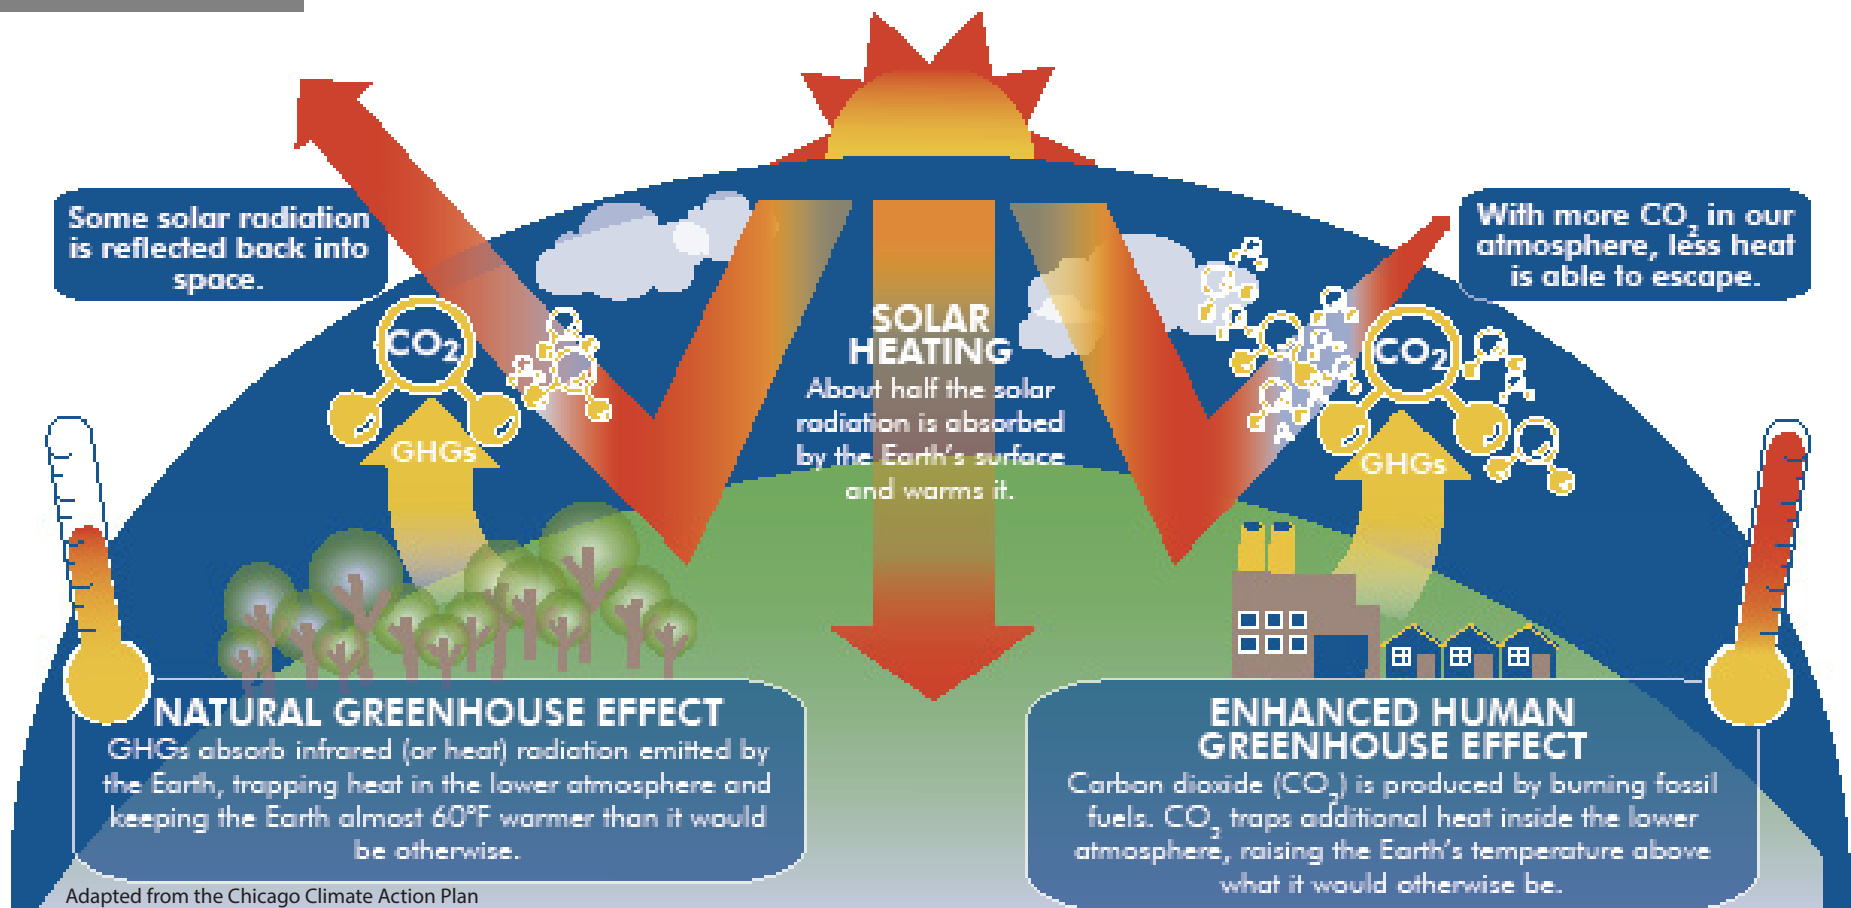 Some solar radiation
is reflected back into
space.
With more CO₂ in our
atmosphere, less heat
is able to escape.
CO₂
GHGs
SOLAR
HEATING
About half the solar
radiation is absorbed
by the Earth's surface
and warms it.
CO₂
GHGs
NATURAL GREENHOUSE EFFECT
GHGs absorb infrared (or heat) radiation emitted by
the Earth, trapping heat in the lower atmosphere and
keeping the Earth almost 60°F warmer than it would
be otherwise.
ENHANCED HUMAN
GREENHOUSE EFFECT
Carbon dioxide (CO₂) is produced by burning fossil
fuels. CO₂ traps additional heat inside the lower
atmosphere, raising the Earth's temperature above
what it would otherwise be.
Adapted from the Chicago Climate Action Plan